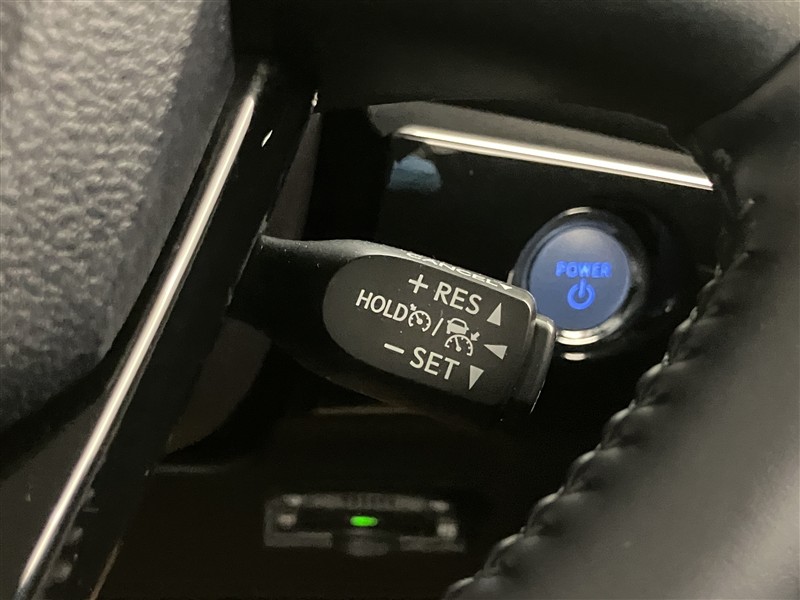 CANCEL
+ RES ▲
HOLD / ◀
− SET ▼
POWER